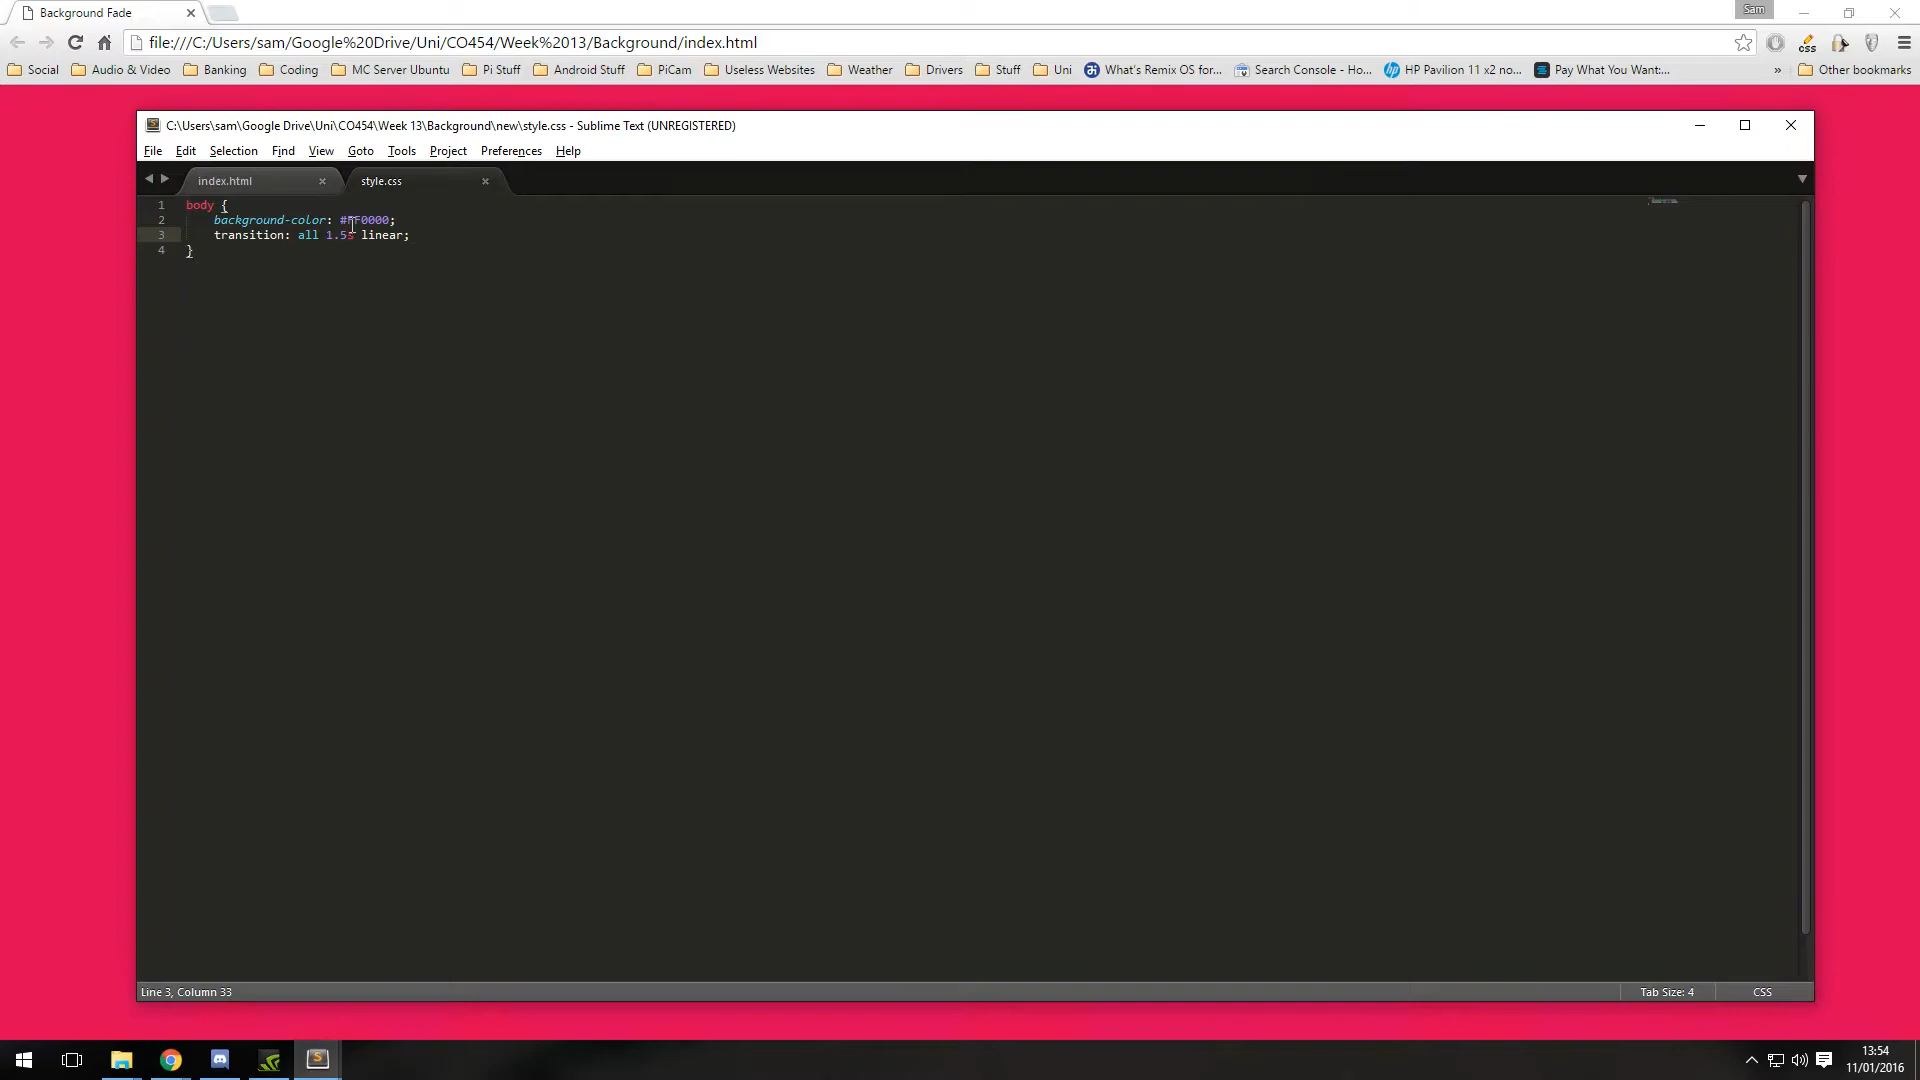 Background Fade
Sam
file:///C:/Users/sam/Google%20Drive/Uni/CO454/Week%2013/Background/index.html
css
Social Audio & Video Banking Coding MC Server Ubuntu Pi Stuff Android Stuff PiCam Useless Websites Weather Drivers Stuff Uni What's Remix OS for... Search Console - Ho... HP Pavilion 11 x2 no... Pay What You Want:... » Other bookmarks
C:\Users\sam\Google Drive\Uni\CO454\Week 13\Background\new\style.css - Sublime Text (UNREGISTERED)
File Edit Selection Find View Goto Tools Project Preferences Help
index.html style.css
1 body {
2 background-color: #FF0000;
3 transition: all 1.5s linear;
4 }
Line 3, Column 33 Tab Size: 4 CSS
13:54
11/01/2016